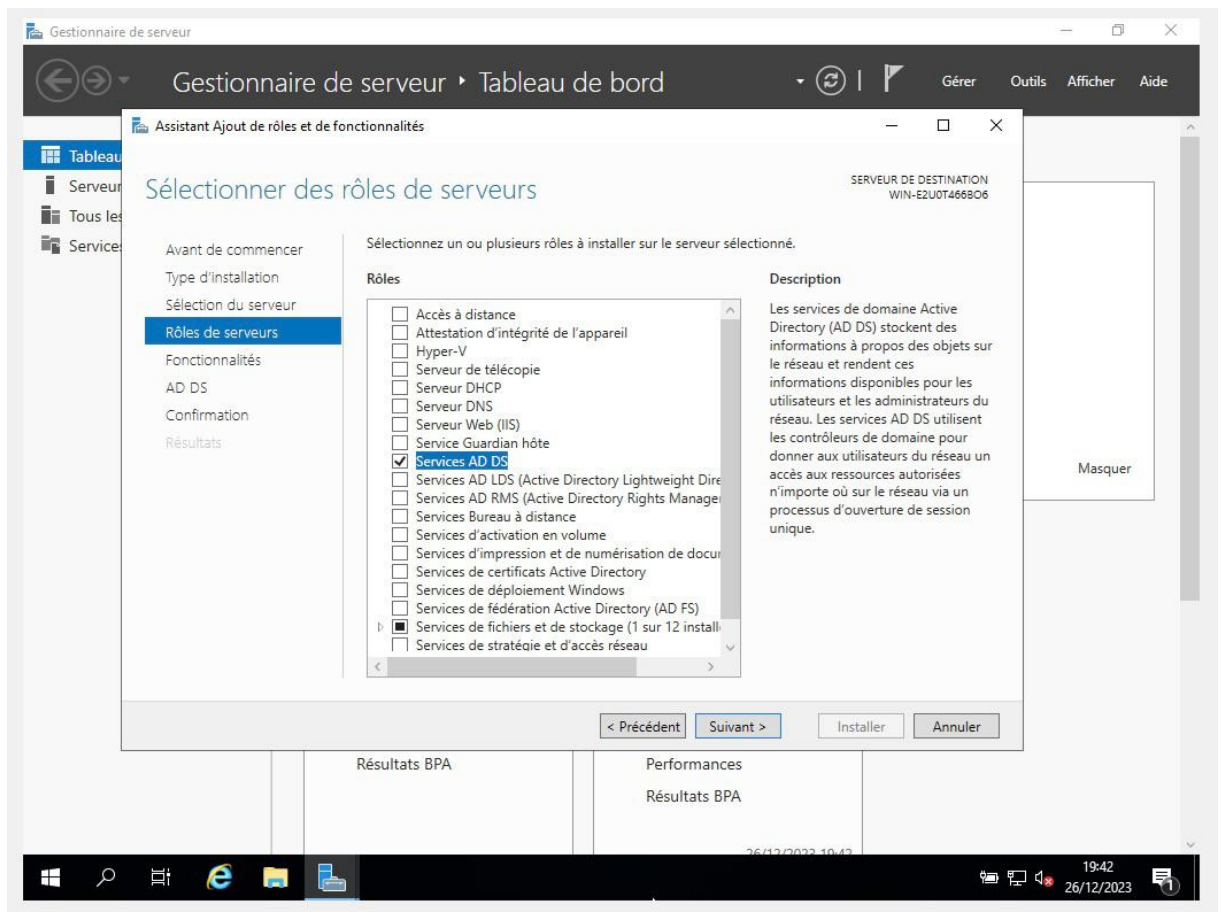 Gestionnaire de serveur
Gestionnaire de serveur ‣ Tableau de bord
Gérer Outils Afficher Aide
Assistant Ajout de rôles et de fonctionnalités
Tableau
Serveur
Tous les
Services
Sélectionner des rôles de serveurs
SERVEUR DE DESTINATION
WIN-E2U0T466BO6
Avant de commencer
Type d'installation
Sélection du serveur
Rôles de serveurs
Fonctionnalités
AD DS
Confirmation
Résultats
Sélectionnez un ou plusieurs rôles à installer sur le serveur sélectionné.
Rôles
Accès à distance
Attestation d'intégrité de l'appareil
Hyper-V
Serveur de télécopie
Serveur DHCP
Serveur DNS
Serveur Web (IIS)
Service Guardian hôte
Services AD DS
Services AD LDS (Active Directory Lightweight Dire
Services AD RMS (Active Directory Rights Manage
Services Bureau à distance
Services d'activation en volume
Services d'impression et de numérisation de docu
Services de certificats Active Directory
Services de déploiement Windows
Services de fédération Active Directory (AD FS)
Services de fichiers et de stockage (1 sur 12 install
Services de stratégie et d'accès réseau
Description
Les services de domaine Active
Directory (AD DS) stockent des
informations à propos des objets sur
le réseau et rendent ces
informations disponibles pour les
utilisateurs et les administrateurs du
réseau. Les services AD DS utilisent
les contrôleurs de domaine pour
donner aux utilisateurs du réseau un
accès aux ressources autorisées
n'importe où sur le réseau via un
processus d'ouverture de session
unique.
Masquer
< Précédent Suivant > Installer Annuler
Résultats BPA
Performances
Résultats BPA
26/12/2023 19:42
19:42
26/12/2023
1